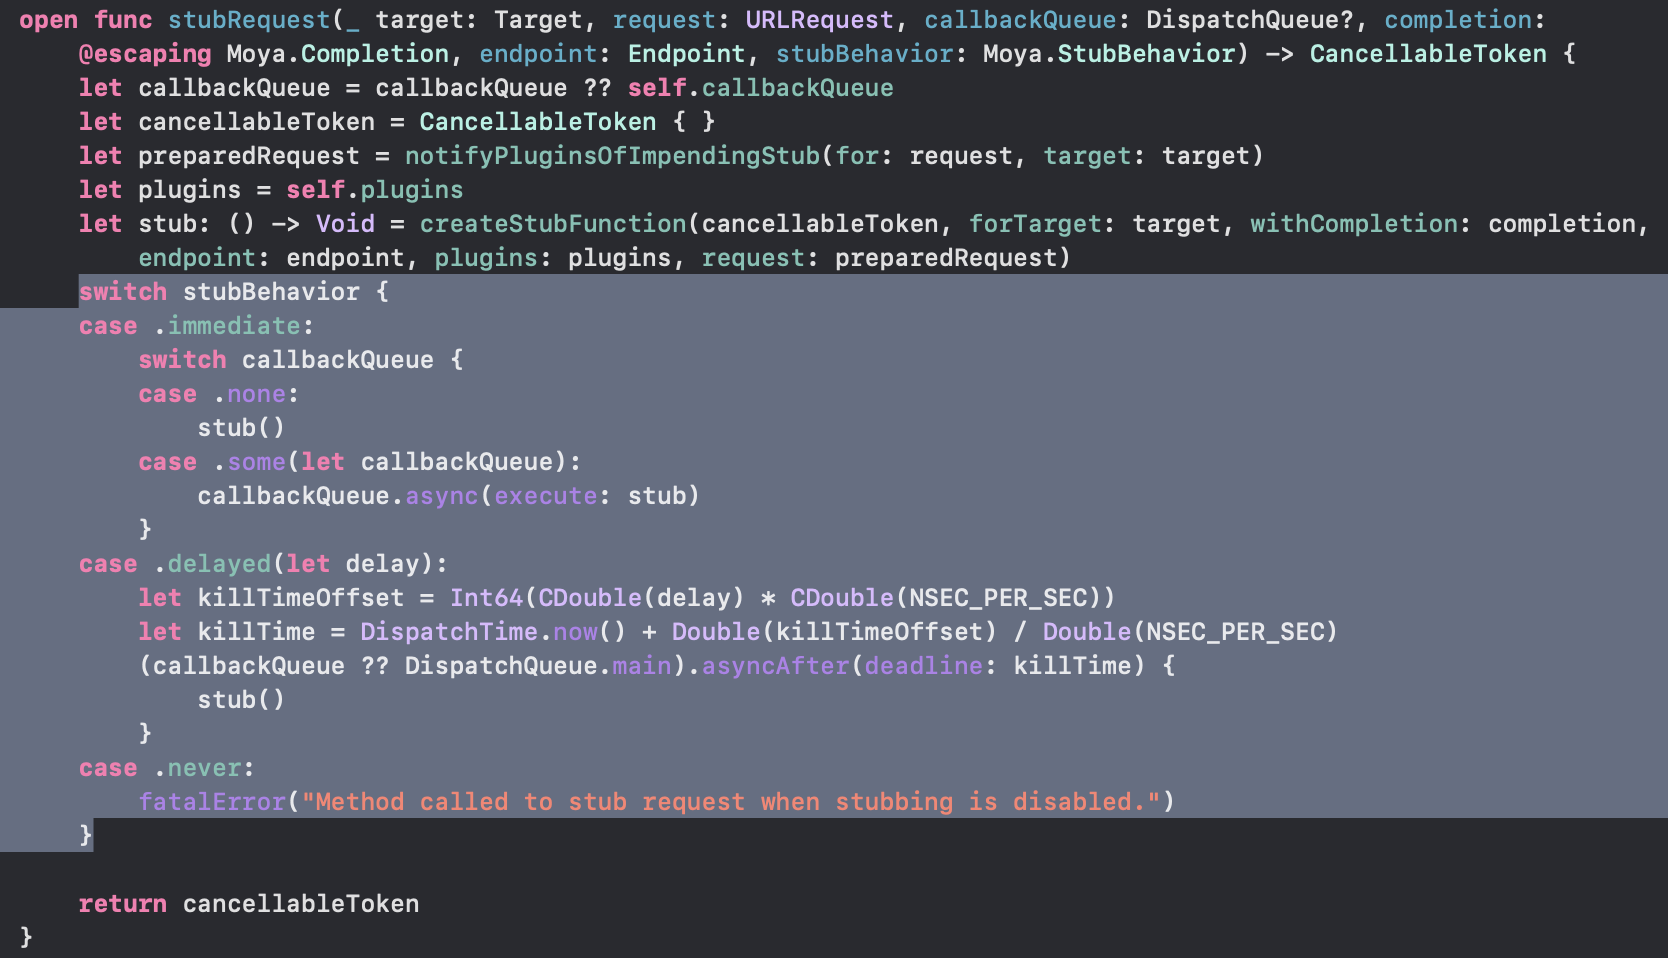 open func stubRequest(_ target: Target, request: URLRequest, callbackQueue: DispatchQueue?, completion:
    @escaping Moya.Completion, endpoint: Endpoint, stubBehavior: Moya.StubBehavior) -> CancellableToken {
    let callbackQueue = callbackQueue ?? self.callbackQueue
    let cancellableToken = CancellableToken { }
    let preparedRequest = notifyPluginsOfImpendingStub(for: request, target: target)
    let plugins = self.plugins
    let stub: () -> Void = createStubFunction(cancellableToken, forTarget: target, withCompletion: completion,
        endpoint: endpoint, plugins: plugins, request: preparedRequest)
    switch stubBehavior {
    case .immediate:
        switch callbackQueue {
        case .none:
            stub()
        case .some(let callbackQueue):
            callbackQueue.async(execute: stub)
        }
    case .delayed(let delay):
        let killTimeOffset = Int64(CDouble(delay) * CDouble(NSEC_PER_SEC))
        let killTime = DispatchTime.now() + Double(killTimeOffset) / Double(NSEC_PER_SEC)
        (callbackQueue ?? DispatchQueue.main).asyncAfter(deadline: killTime) {
            stub()
        }
    case .never:
        fatalError("Method called to stub request when stubbing is disabled.")
    }

    return cancellableToken
}